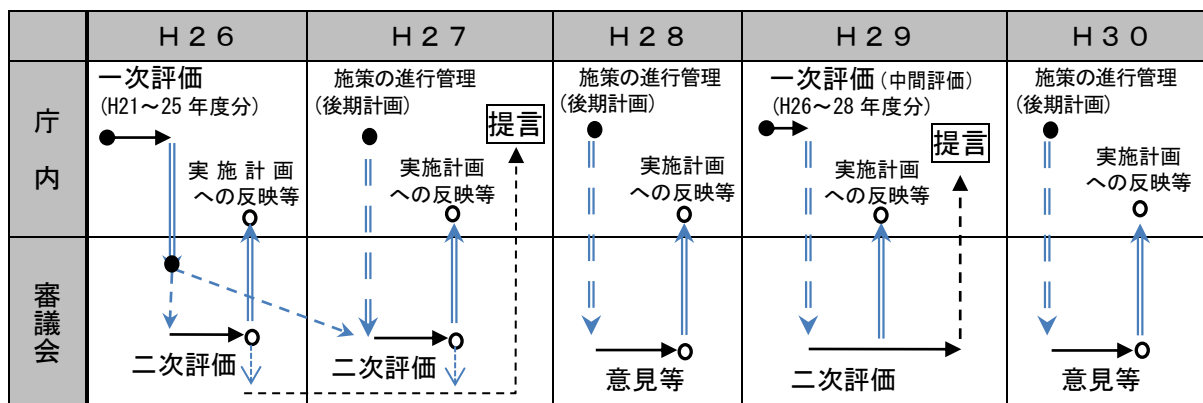 H26 H27 H28 H29 H30
庁内
一次評価
(H21~25 年度分)
実施計画
への反映等
施策の進行管理
(後期計画)
提言
実施計画
への反映等
施策の進行管理
(後期計画)
実施計画
への反映等
一次評価(中間評価)
(H26~28 年度分)
提言
実施計画
への反映等
施策の進行管理
(後期計画)
実施計画
への反映等
審議会
二次評価
二次評価
意見等
二次評価
意見等